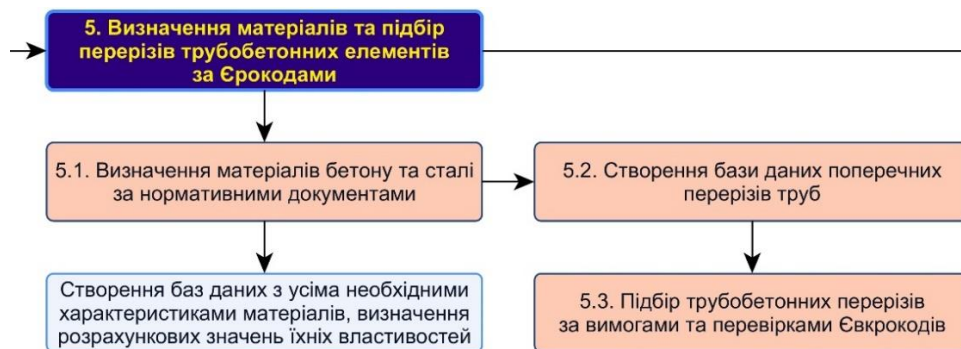 5. Визначення матеріалів та підбір
перерізів трубобетонних елементів
за Єрокодами
5.1. Визначення матеріалів бетону та сталі
за нормативними документами
5.2. Створення бази даних поперечних
перерізів труб
Створення баз даних з усіма необхідними
характеристиками матеріалів, визначення
розрахункових значень їхніх властивостей
5.3. Підбір трубобетонних перерізів
за вимогами та перевірками Євкрокодів